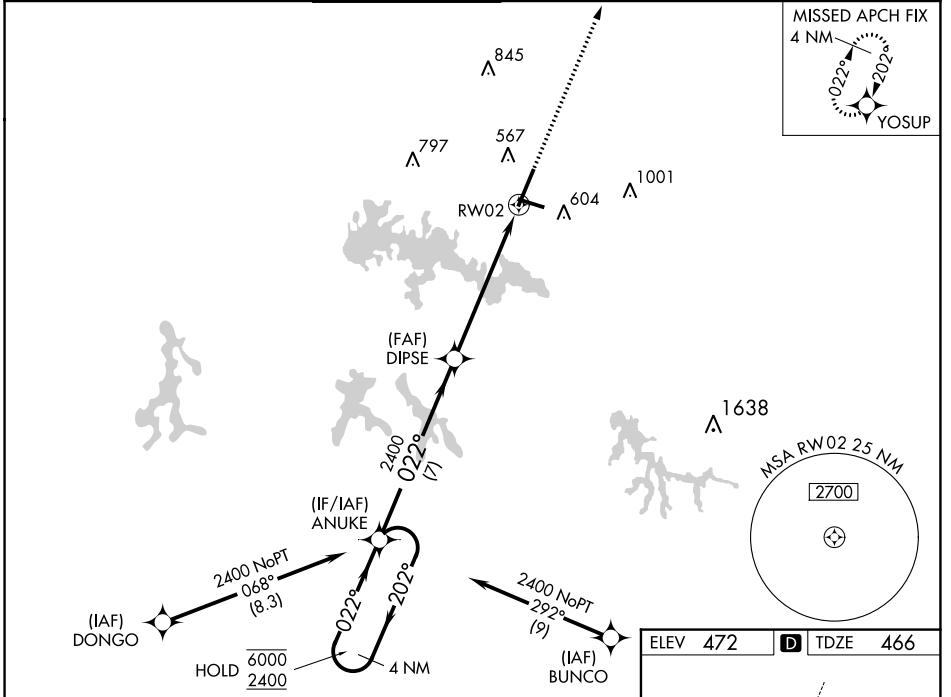 MISSED APCH FIX
4 NM
022°
202°
YOSUP
845
797
567
1001
604
RW02
(FAF)
DIPSE
1638
2400
022°
(7)
MSA RW02 25 NM
2700
(IF/IAF)
ANUKE
2400 NoPT
068°
(8.3)
022°
202°
2400 NoPT
292°
(9)
(IAF)
DONGO
HOLD 6000
2400
4 NM
(IAF)
BUNCO
ELEV 472 D TDZE 466